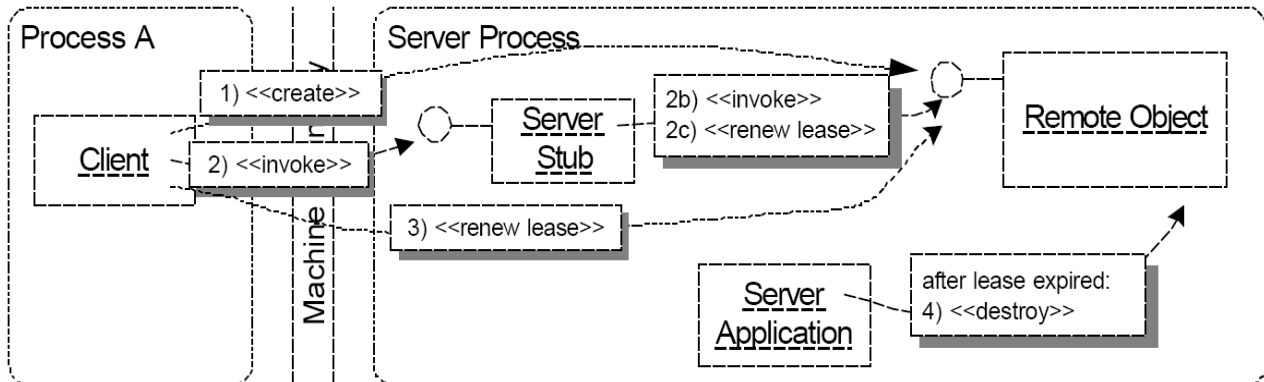 Process A
Server Process
1) <<create>>
Client
2) <<invoke>>
Machine
Server
Stub
2b) <<invoke>>
2c) <<renew lease>>
Remote Object
3) <<renew lease>>
Server
Application
after lease expired:
4) <<destroy>>